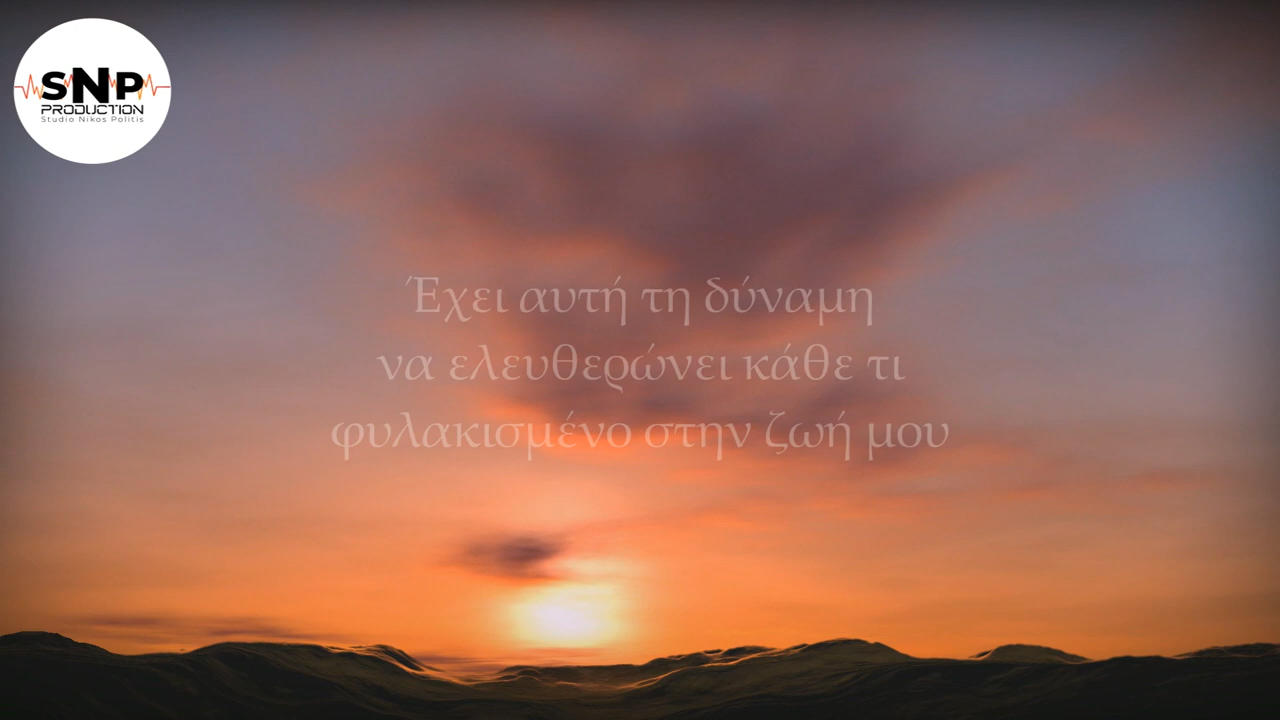 SNP
PRODUCTION
Studio Nikos Politis
Έχει αυτή τη δύναμη
να ελευθερώνει κάθε τι
φυλακισμένο στην ζωή μου